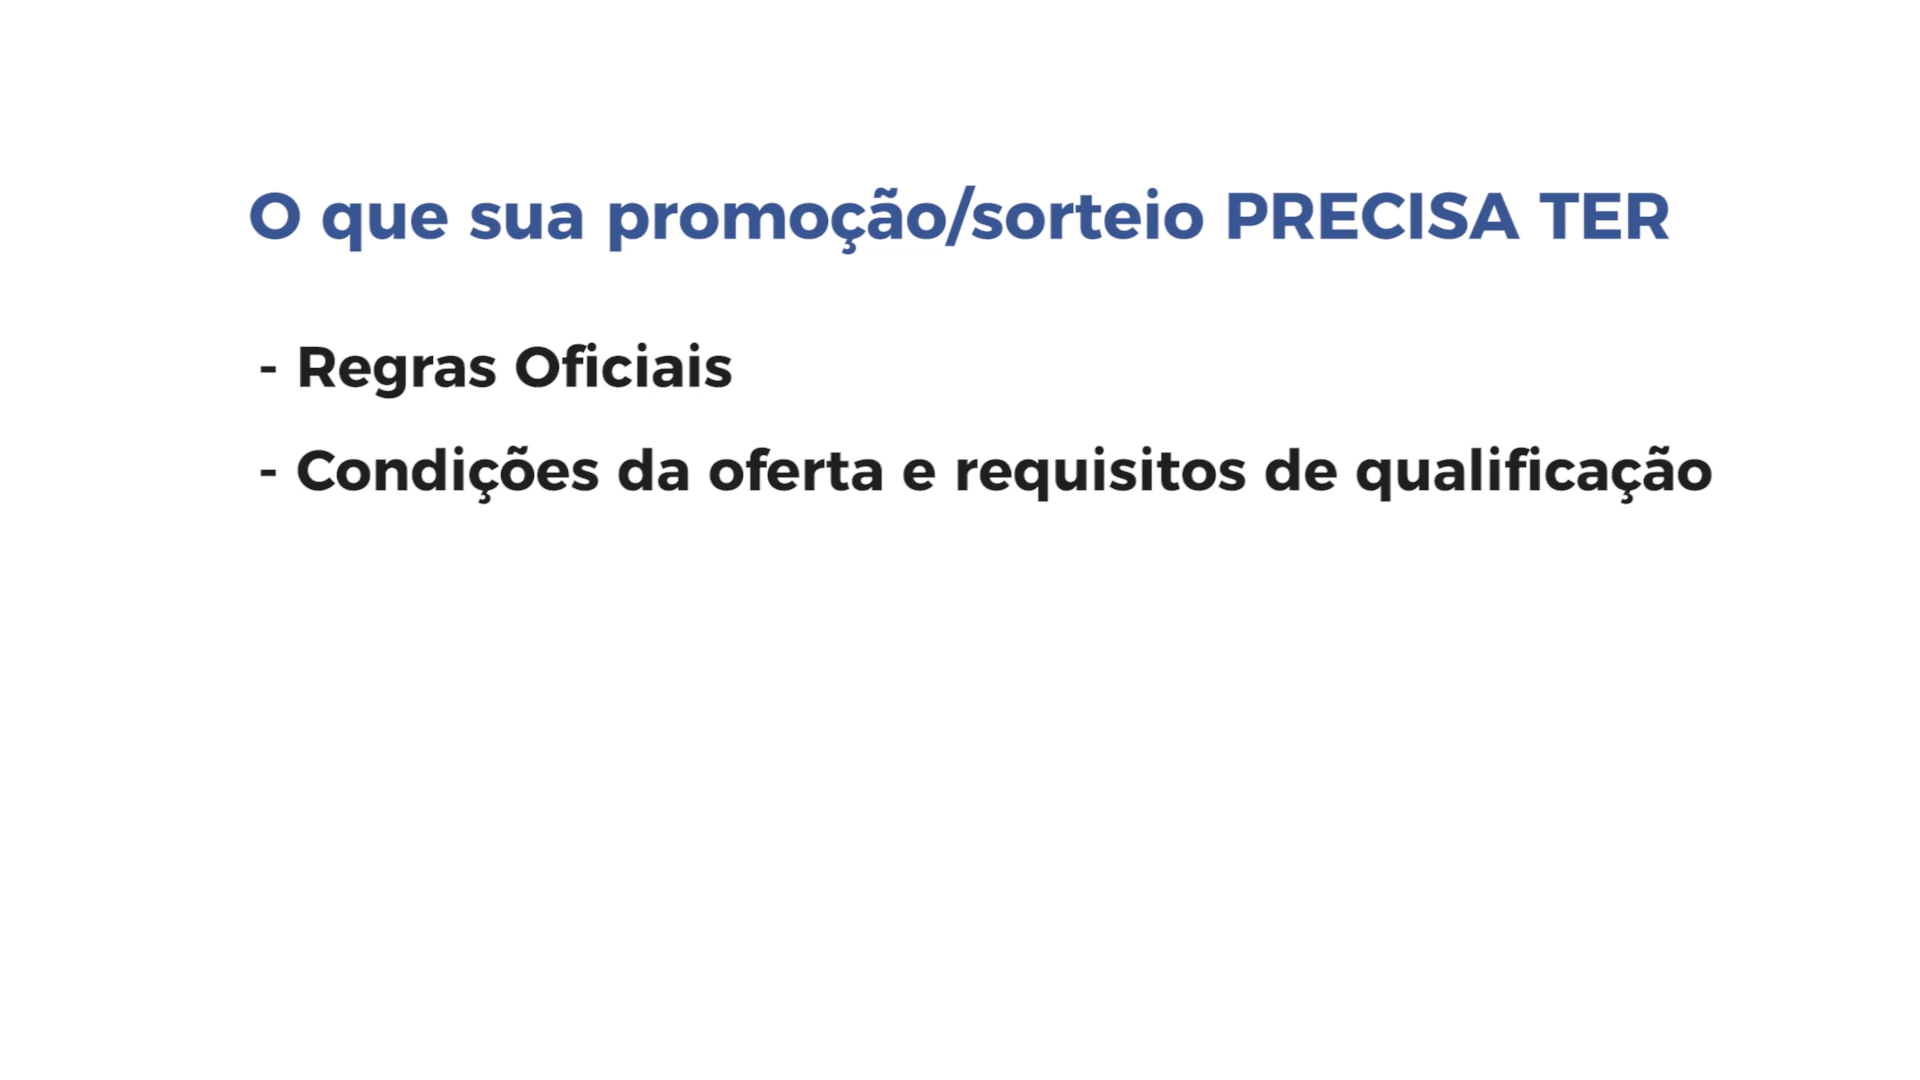 O que sua promoção/sorteio PRECISA TER
- Regras Oficiais
- Condições da oferta e requisitos de qualificação